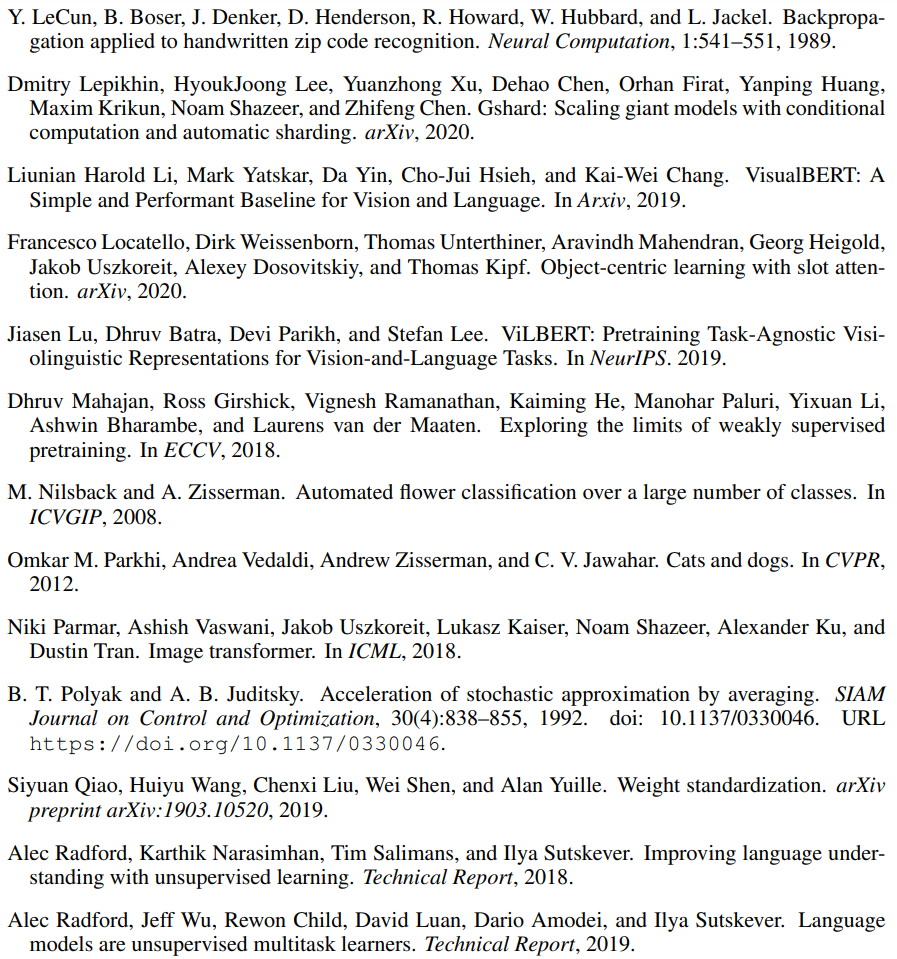 Y. LeCun, B. Boser, J. Denker, D. Henderson, R. Howard, W. Hubbard, and L. Jackel. Backpropa-
gation applied to handwritten zip code recognition. Neural Computation, 1:541–551, 1989.
Dmitry Lepikhin, HyoukJoong Lee, Yuanzhong Xu, Dehao Chen, Orhan Firat, Yanping Huang,
Maxim Krikun, Noam Shazeer, and Zhifeng Chen. Gshard: Scaling giant models with conditional
computation and automatic sharding. arXiv, 2020.
Liunian Harold Li, Mark Yatskar, Da Yin, Cho-Jui Hsieh, and Kai-Wei Chang. VisualBERT: A
Simple and Performant Baseline for Vision and Language. In Arxiv, 2019.
Francesco Locatello, Dirk Weissenborn, Thomas Unterthiner, Aravindh Mahendran, Georg Heigold,
Jakob Uszkoreit, Alexey Dosovitskiy, and Thomas Kipf. Object-centric learning with slot atten-
tion. arXiv, 2020.
Jiasen Lu, Dhruv Batra, Devi Parikh, and Stefan Lee. ViLBERT: Pretraining Task-Agnostic Visi-
olinguistic Representations for Vision-and-Language Tasks. In NeurIPS. 2019.
Dhruv Mahajan, Ross Girshick, Vignesh Ramanathan, Kaiming He, Manohar Paluri, Yixuan Li,
Ashwin Bharambe, and Laurens van der Maaten. Exploring the limits of weakly supervised
pretraining. In ECCV, 2018.
M. Nilsback and A. Zisserman. Automated flower classification over a large number of classes. In
ICVGIP, 2008.
Omkar M. Parkhi, Andrea Vedaldi, Andrew Zisserman, and C. V. Jawahar. Cats and dogs. In CVPR,
2012.
Niki Parmar, Ashish Vaswani, Jakob Uszkoreit, Lukasz Kaiser, Noam Shazeer, Alexander Ku, and
Dustin Tran. Image transformer. In ICML, 2018.
B. T. Polyak and A. B. Juditsky. Acceleration of stochastic approximation by averaging. SIAM
Journal on Control and Optimization, 30(4):838–855, 1992. doi: 10.1137/0330046. URL
https://doi.org/10.1137/0330046.
Siyuan Qiao, Huiyu Wang, Chenxi Liu, Wei Shen, and Alan Yuille. Weight standardization. arXiv
preprint arXiv:1903.10520, 2019.
Alec Radford, Karthik Narasimhan, Tim Salimans, and Ilya Sutskever. Improving language under-
standing with unsupervised learning. Technical Report, 2018.
Alec Radford, Jeff Wu, Rewon Child, David Luan, Dario Amodei, and Ilya Sutskever. Language
models are unsupervised multitask learners. Technical Report, 2019.